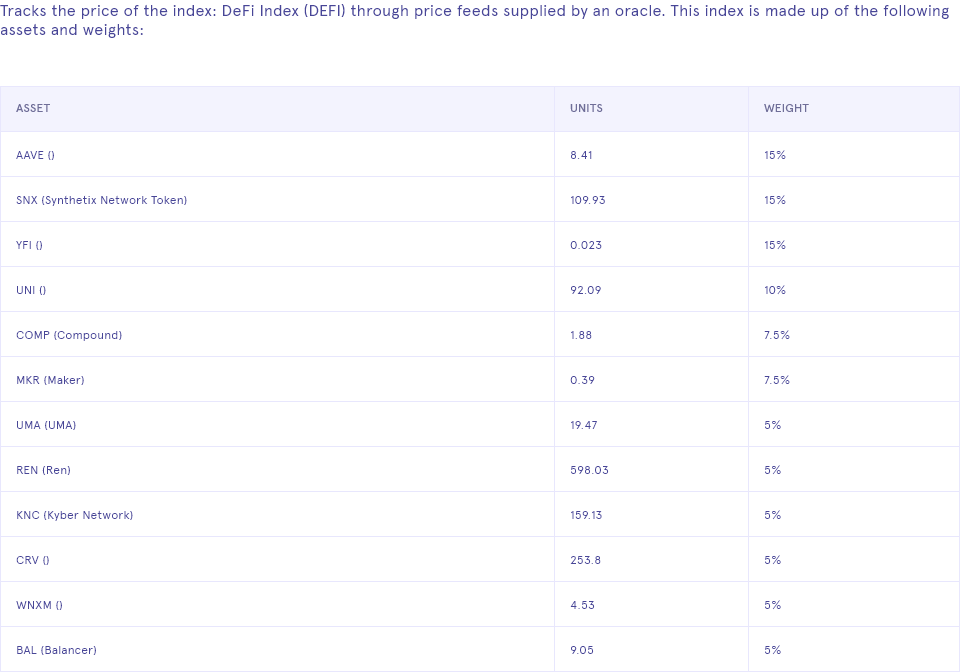 Tracks the price of the index: DeFi Index (DEFI) through price feeds supplied by an oracle. This index is made up of the following
assets and weights:
ASSET UNITS WEIGHT
AAVE () 8.41 15%
SNX (Synthetix Network Token) 109.93 15%
YFI () 0.023 15%
UNI () 92.09 10%
COMP (Compound) 1.88 7.5%
MKR (Maker) 0.39 7.5%
UMA (UMA) 19.47 5%
REN (Ren) 598.03 5%
KNC (Kyber Network) 159.13 5%
CRV () 253.8 5%
WNXM () 4.53 5%
BAL (Balancer) 9.05 5%